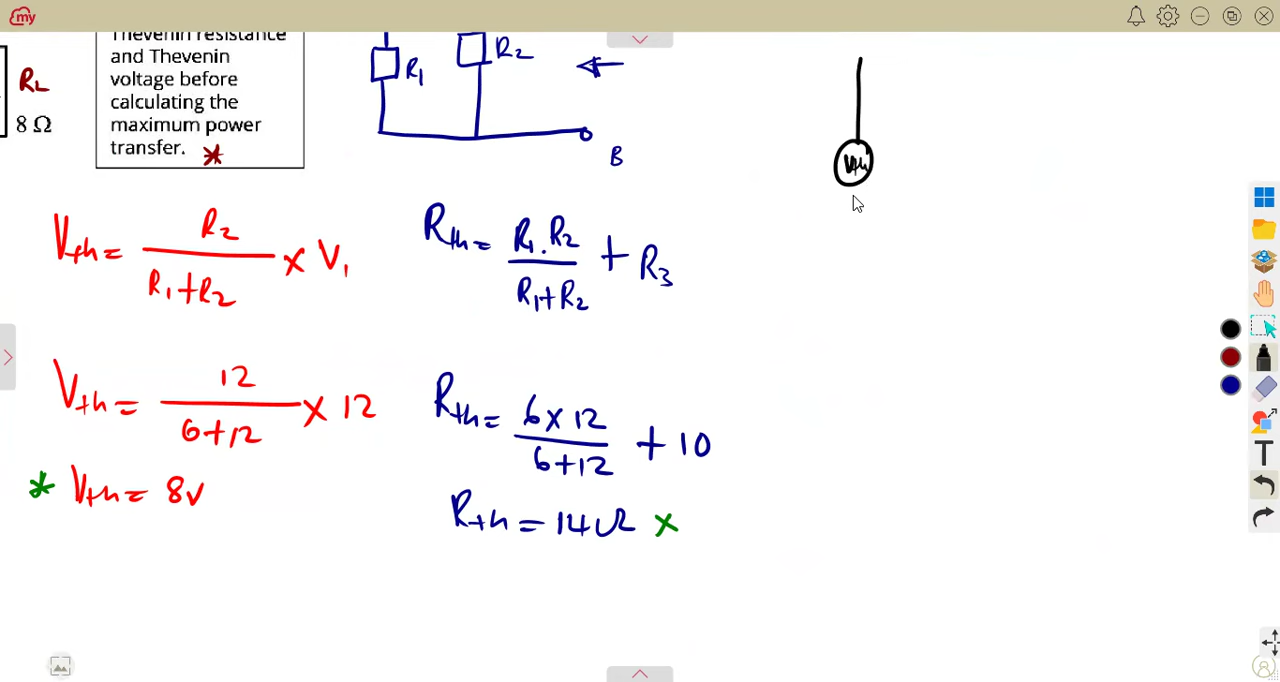 my
Thevenin resistance
and Thevenin
voltage before
calculating the
maximum power
transfer. *
RL
8 Ω
R1
R2
B
Vth
Vth = R2 / R1+R2 × V1
Rth = R1.R2 / R1+R2 + R3
Vth = 12 / 6+12 × 12
Rth = 6×12 / 6+12 + 10
* Vth = 8v
Rth = 14Ω ×
T